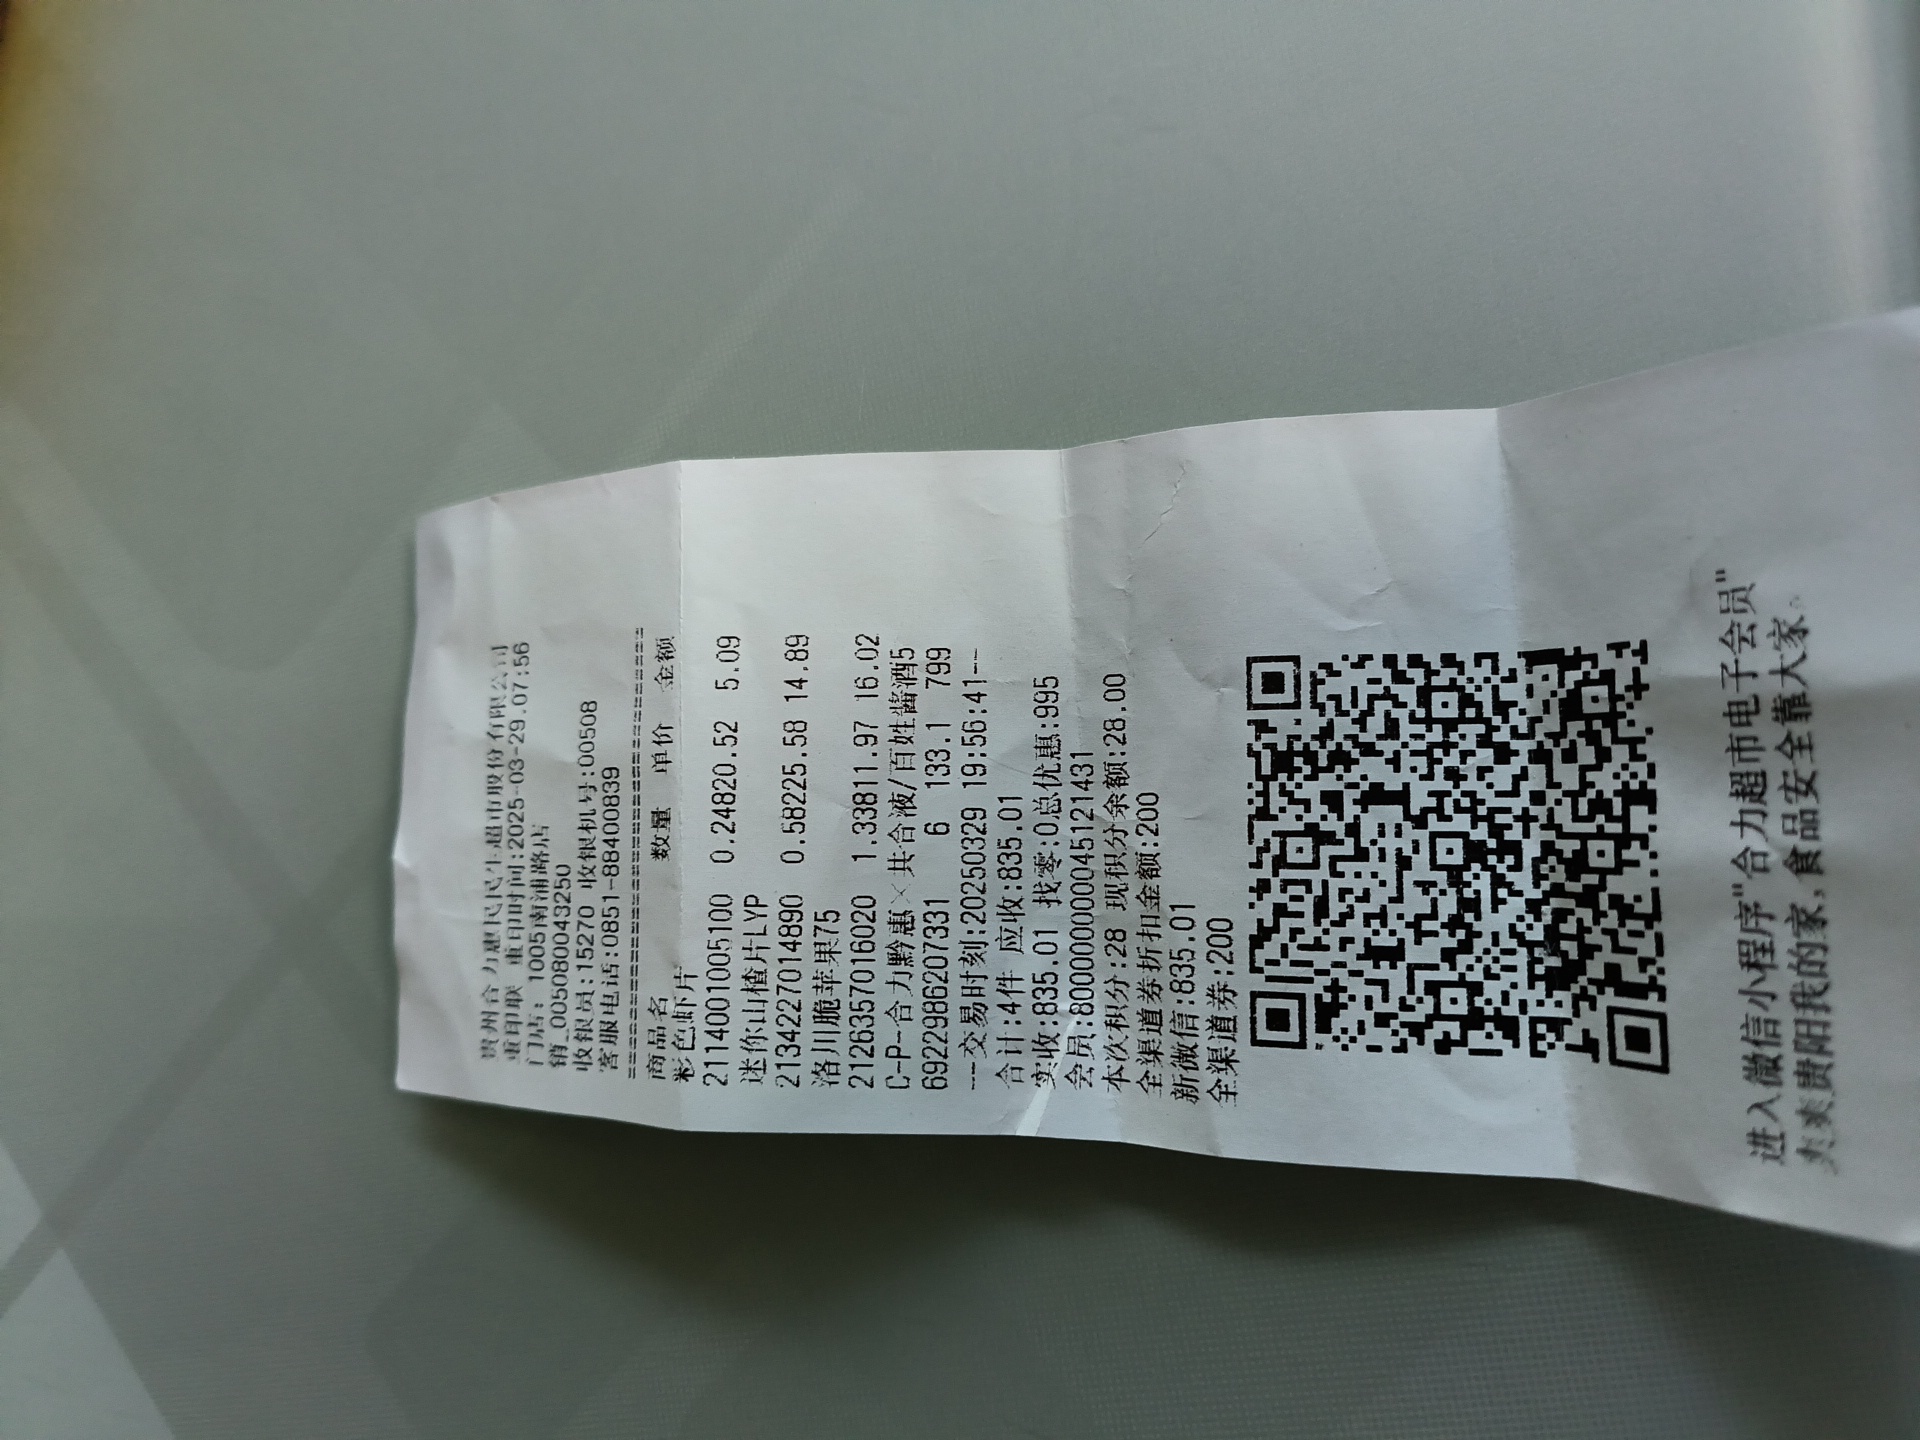 贵州合力惠民民生超市股份有限公司
重印联 重印时间:2025-03-29.07:56
门店: 1005南浦路店
销_0050800043250
收银员:15270 收银机号:00508
客服电话:0851-88400839
================================
商品名 数量 单价 金额
彩色虾片
2114001005100 0.24820.52 5.09
迷你山楂片LYP
2134227014890 0.58225.58 14.89
洛川脆苹果75
2126357016020 1.33811.97 16.02
C-P-合力黔惠×共合液/百姓酱酒5
69229986207331 6 133.1 799
---交易时刻:20250329 19:56:41--
合计:4件 应收:835.01
实收:835.01 找零:0总优惠:995
会员:8000000000045121431
本次积分:28 现积分余额:28.00
全渠道券折扣金额:200
新微信:835.01
全渠道券:200
进入微信小程序"合力超市电子会员"
爽爽贵阳我的家,食品安全靠大家。